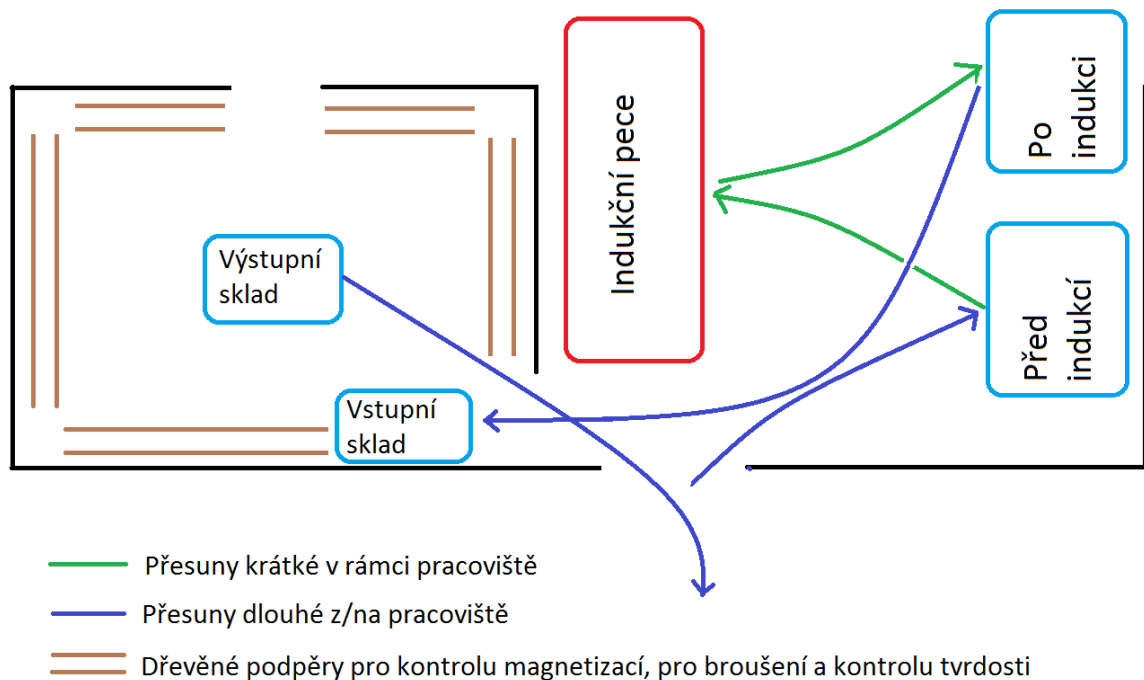 Indukční pece
Po
indukci
Před
indukcí
Výstupní
sklad
Vstupní
sklad
Přesuny krátké v rámci pracoviště
Přesuny dlouhé z/na pracoviště
Dřevěné podpěry pro kontrolu magnetizací, pro broušení a kontrolu tvrdosti